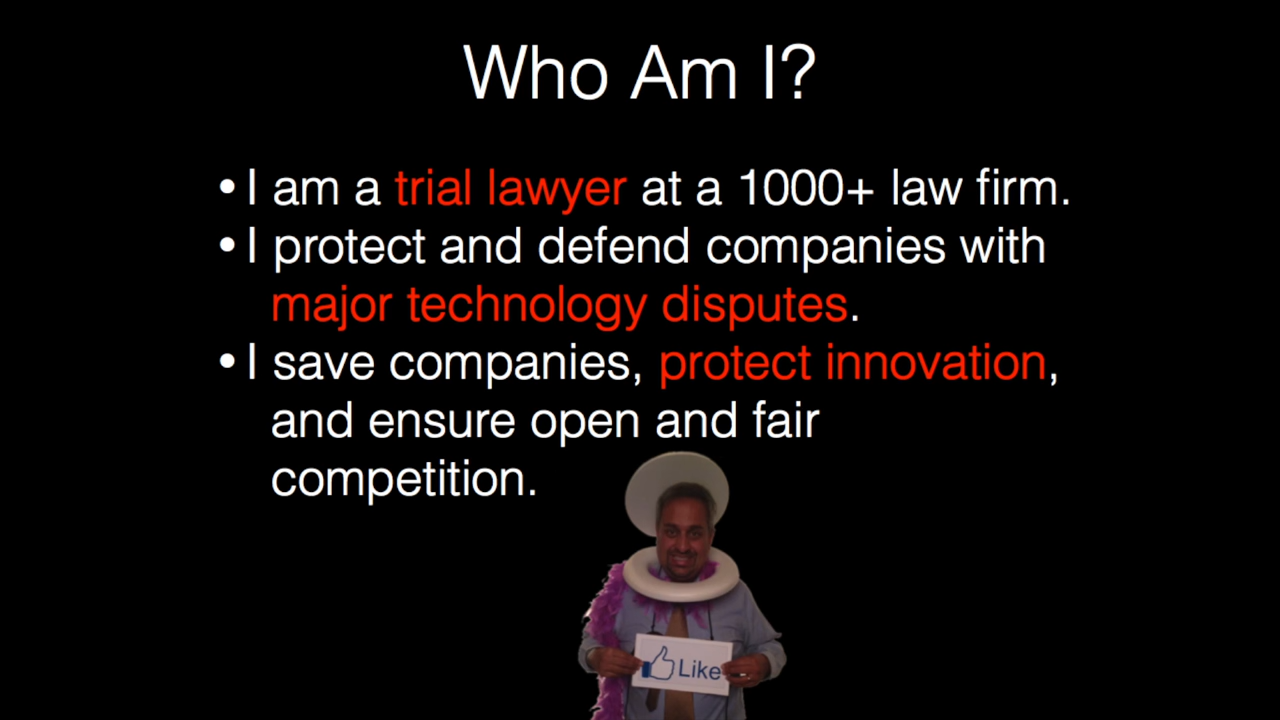 Who Am I?
•I am a trial lawyer at a 1000+ law firm.
•I protect and defend companies with
major technology disputes.
•I save companies, protect innovation,
and ensure open and fair
competition.
Like